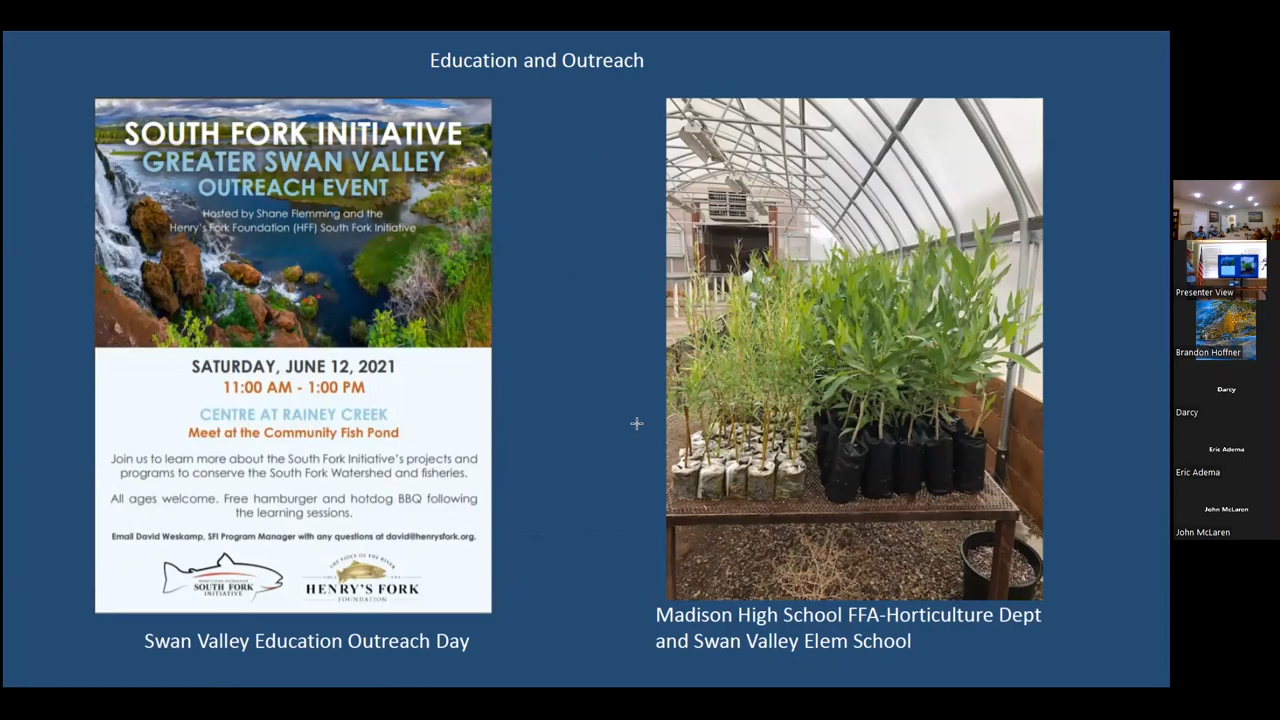 Education and Outreach
SOUTH FORK INITIATIVE
GREATER SWAN VALLEY
OUTREACH EVENT
Hosted by Shane Flemming and the
Henry's Fork Foundation (HFF) South Fork Initiative
SATURDAY, JUNE 12, 2021
11:00 AM - 1:00 PM
CENTRE AT RAINEY CREEK
Meet at the Community Fish Pond
Join us to learn more about the South Fork Initiative's projects and
programs to conserve the South Fork Watershed and fisheries.
All ages welcome. Free hamburger and hotdog BBQ following
the learning sessions.
Email David Weskamp, SFI Program Manager with any questions at david@henrysfork.org.
SOUTH FORK
INITIATIVE
THE VOICE OF THE RIVER
HENRY'S FORK
FOUNDATION
Swan Valley Education Outreach Day
Madison High School FFA-Horticulture Dept
and Swan Valley Elem School
Presenter View
Brandon Hoffner
Darcy
Darcy
Eric Adema
Eric Adema
John McLaren
John McLaren